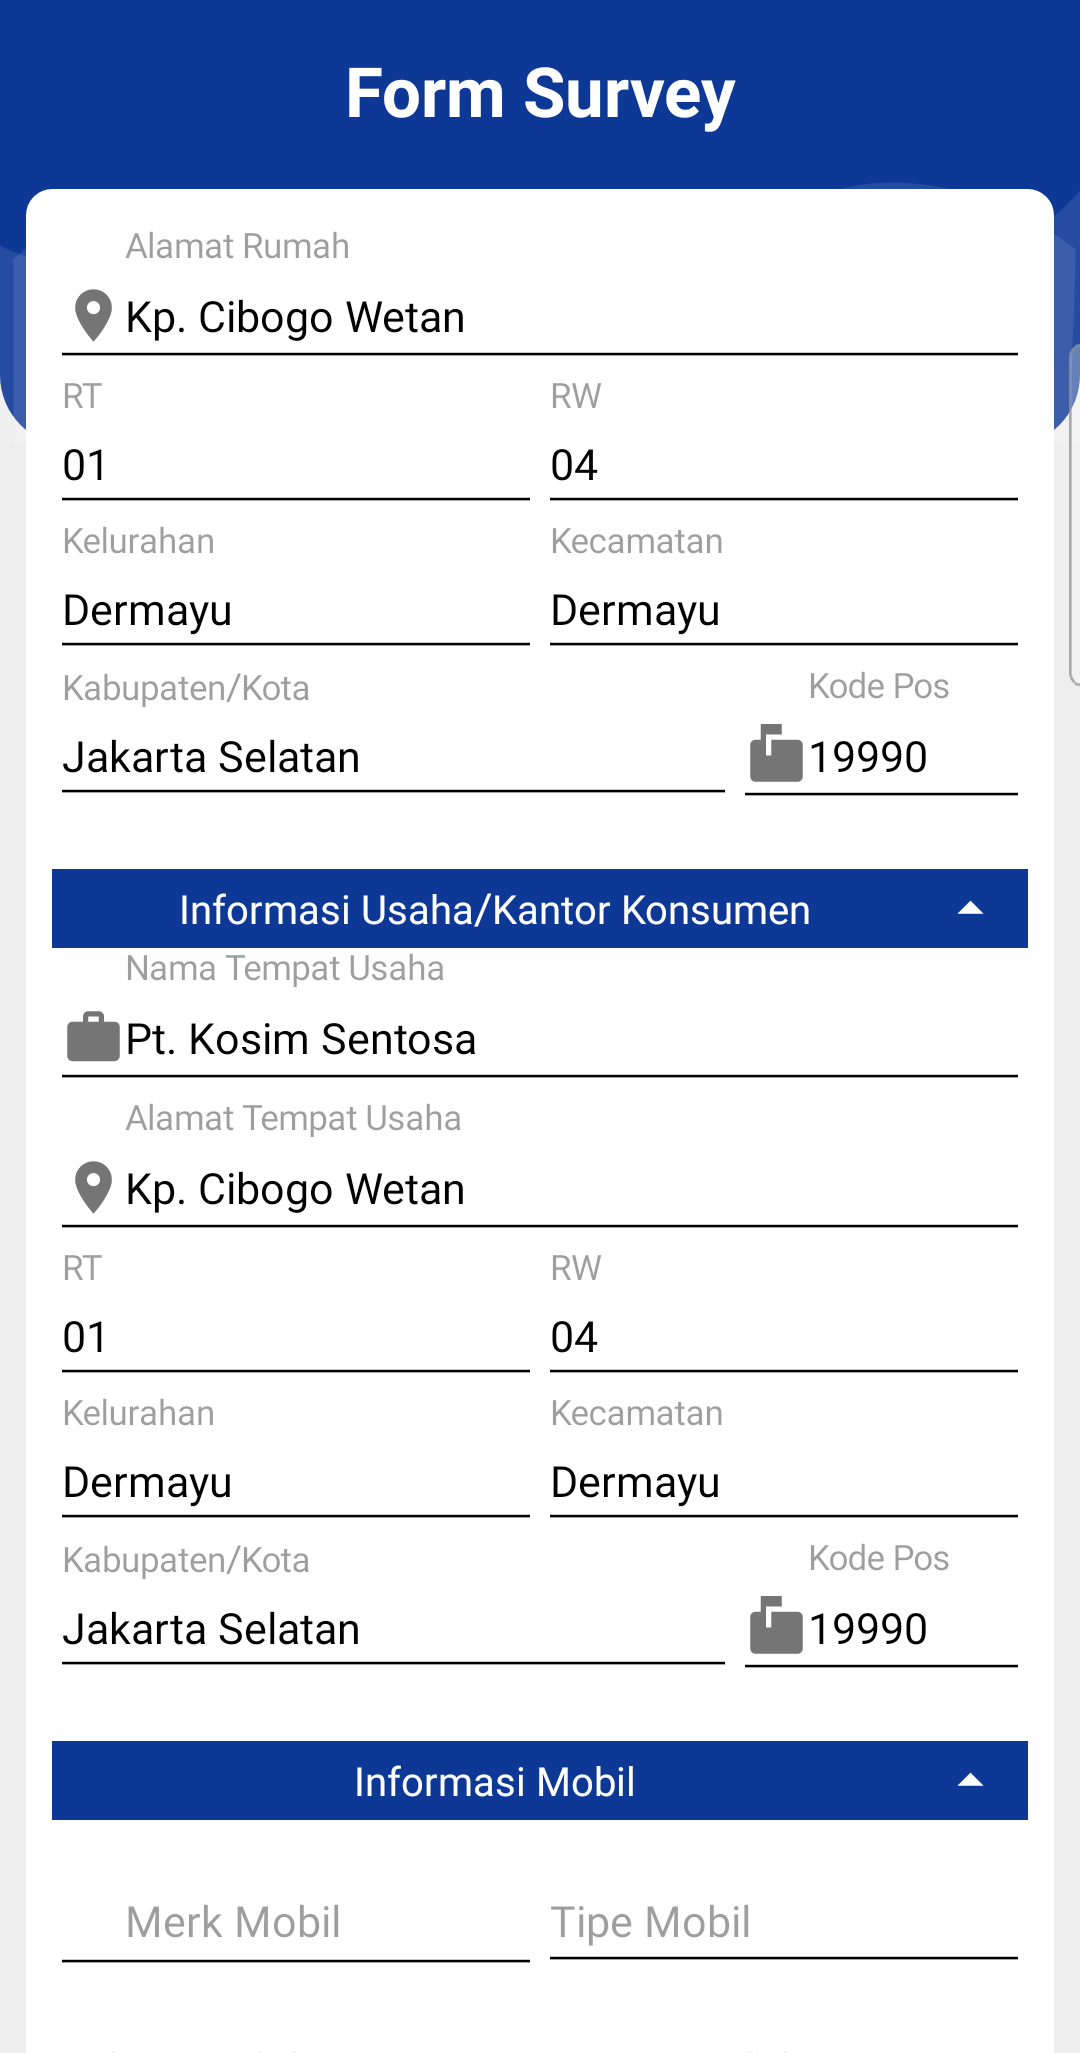 Form Survey
Alamat Rumah
Kp. Cibogo Wetan
RT RW
01 04
Kelurahan Kecamatan
Dermayu Dermayu
Kabupaten/Kota Kode Pos
Jakarta Selatan 19990
Informasi Usaha/Kantor Konsumen
Nama Tempat Usaha
Pt. Kosim Sentosa
Alamat Tempat Usaha
Kp. Cibogo Wetan
RT RW
01 04
Kelurahan Kecamatan
Dermayu Dermayu
Kabupaten/Kota Kode Pos
Jakarta Selatan 19990
Informasi Mobil
Merk Mobil Tipe Mobil